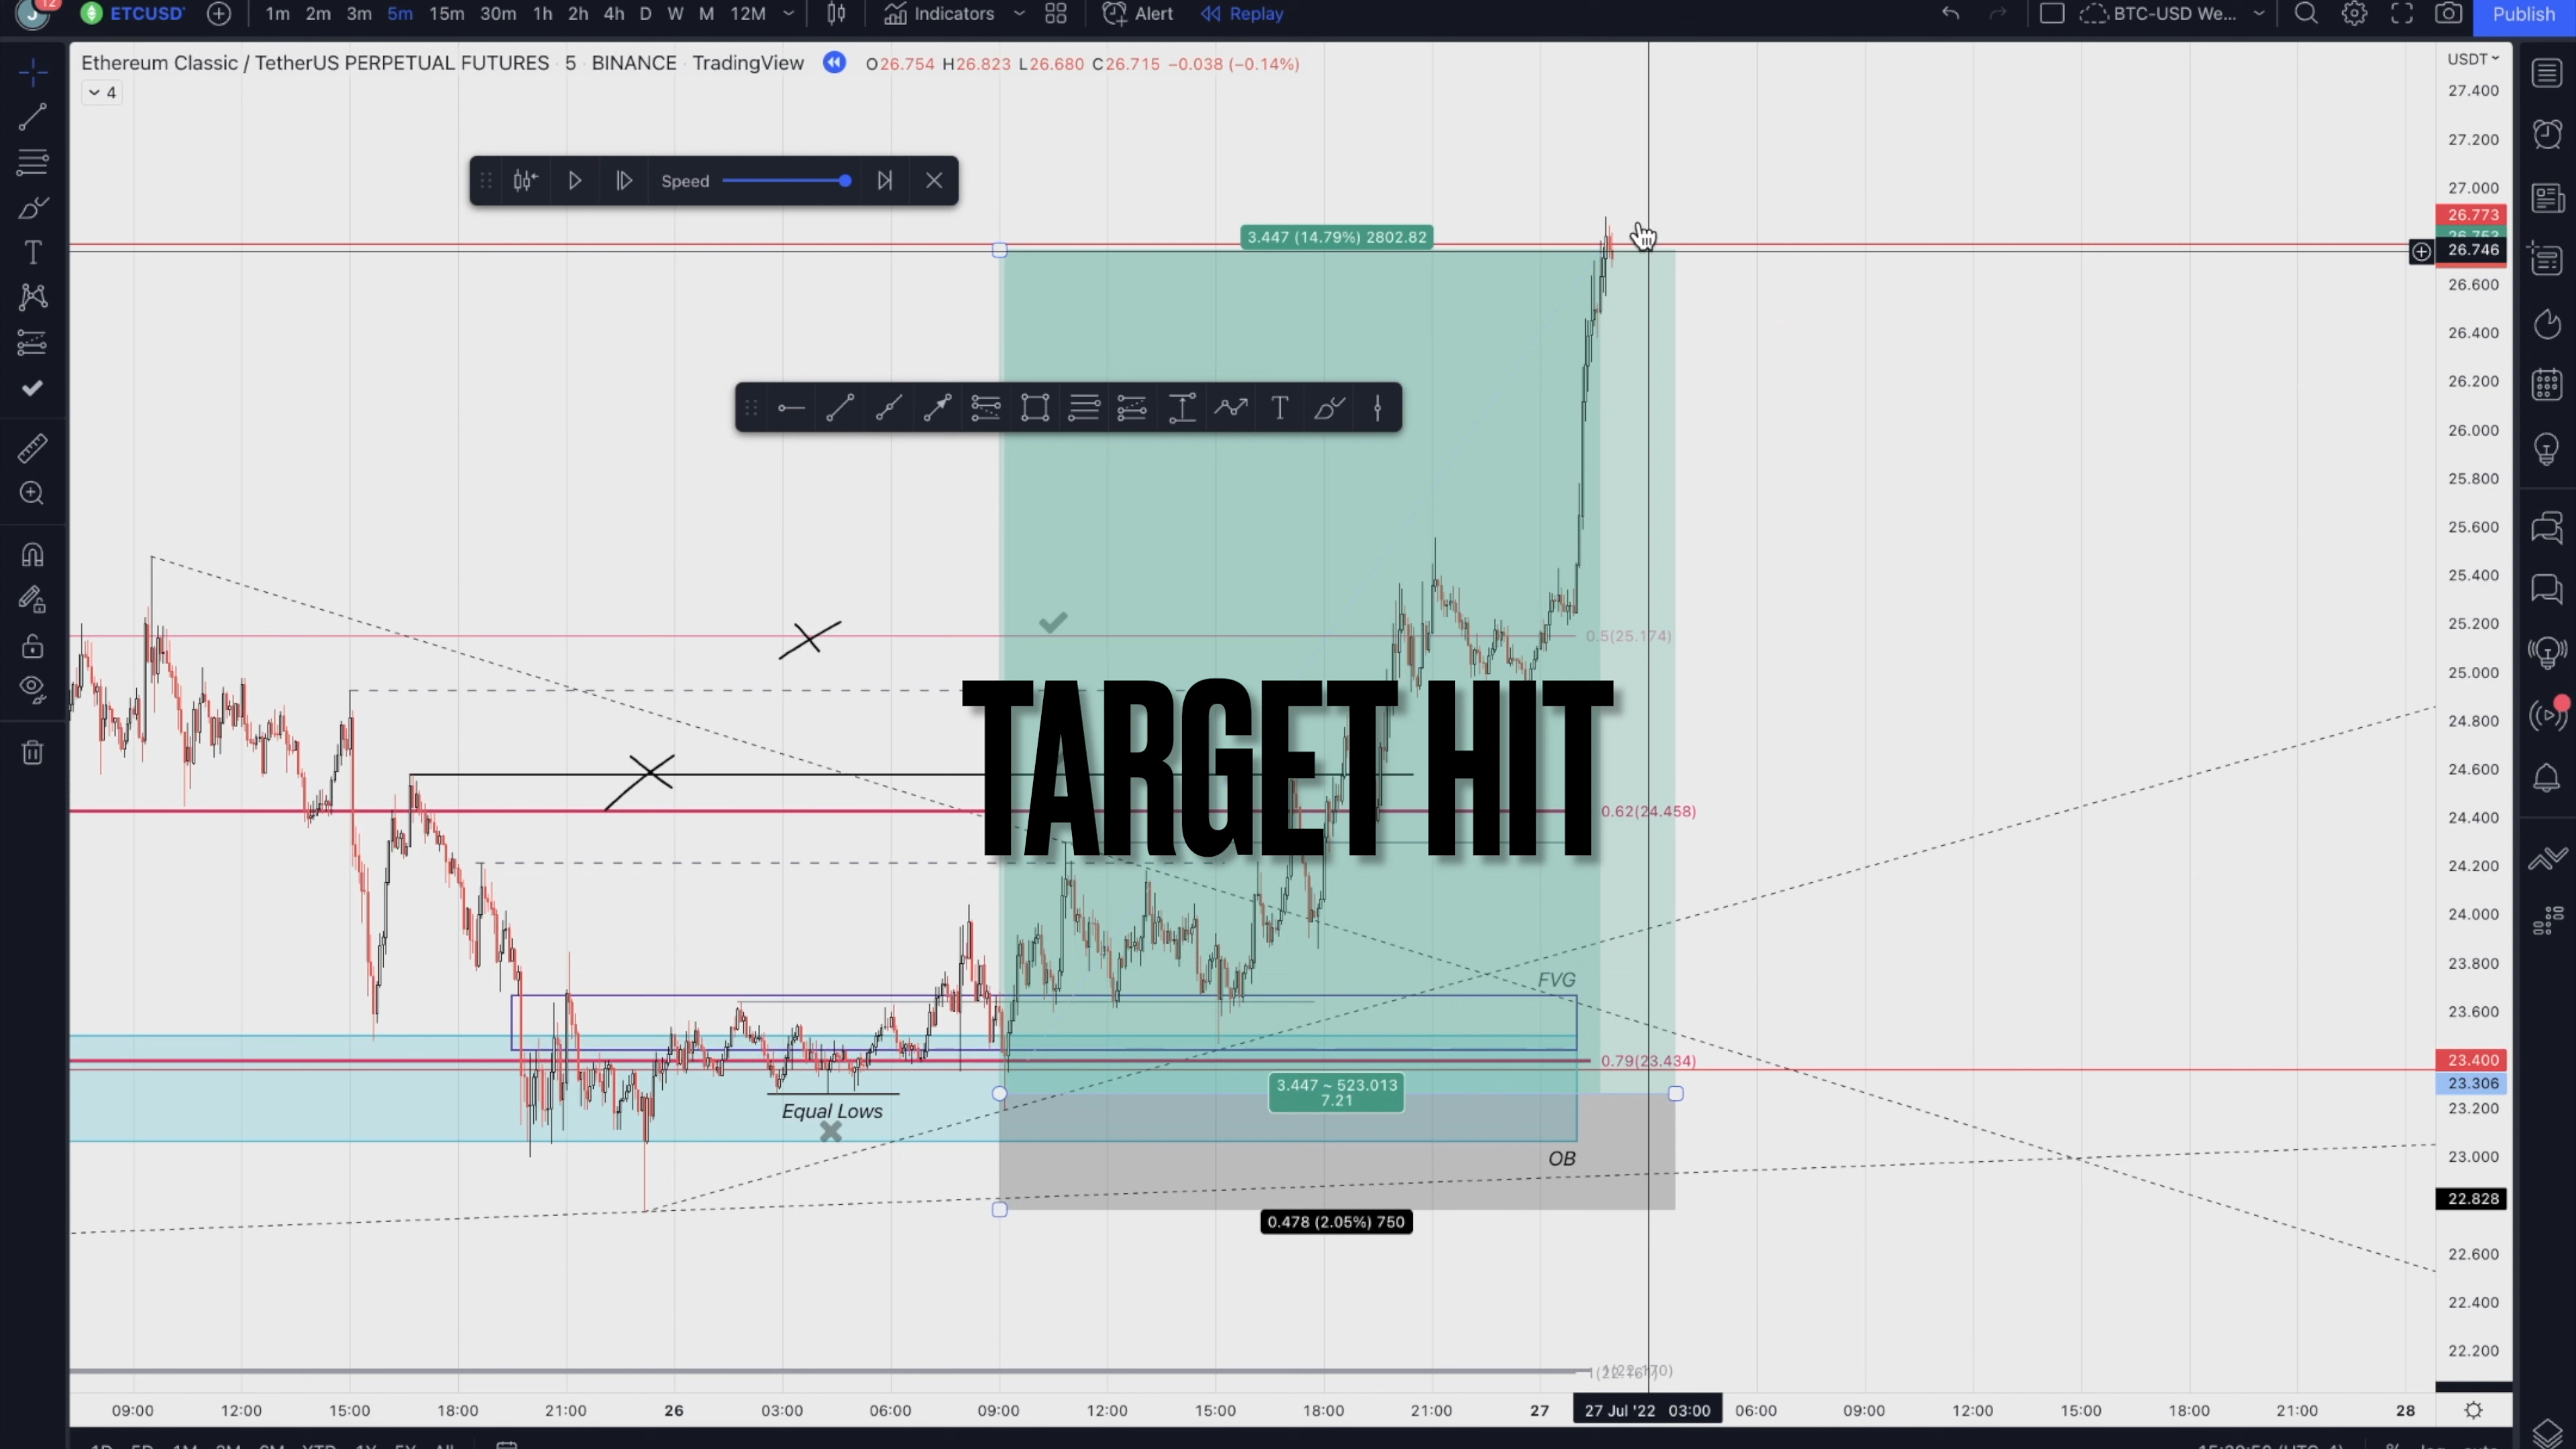 J 12 ETCUSDT 1m 2m 3m 5m 15m 30m 1h 2h 4h D W M 12M Indicators Alert Replay BTC-USD We... Publish
Ethereum Classic / TetherUS PERPETUAL FUTURES · 5 · BINANCE · TradingView O26.754 H26.823 L26.680 C26.715 −0.038 (−0.14%)
USDT
4
27.400
27.200
Speed
27.000
26.773
3.447 (14.79%) 2802.82
26.746
26.600
26.400
26.200
26.000
25.800
25.600
25.400
25.200
0.5(25.174)
25.000
TARGET HIT
24.800
24.600
0.62(24.458)
24.400
24.200
24.000
FVG
23.800
23.600
0.79(23.434)
23.400
3.447 ~ 523.013
7.21
23.306
Equal Lows
23.200
OB
23.000
22.828
0.478 (2.05%) 750
22.600
22.400
22.200
09:00 12:00 15:00 18:00 21:00 26 03:00 06:00 09:00 12:00 15:00 18:00 21:00 27 27 Jul '22 03:00 06:00 09:00 12:00 15:00 18:00 21:00 28